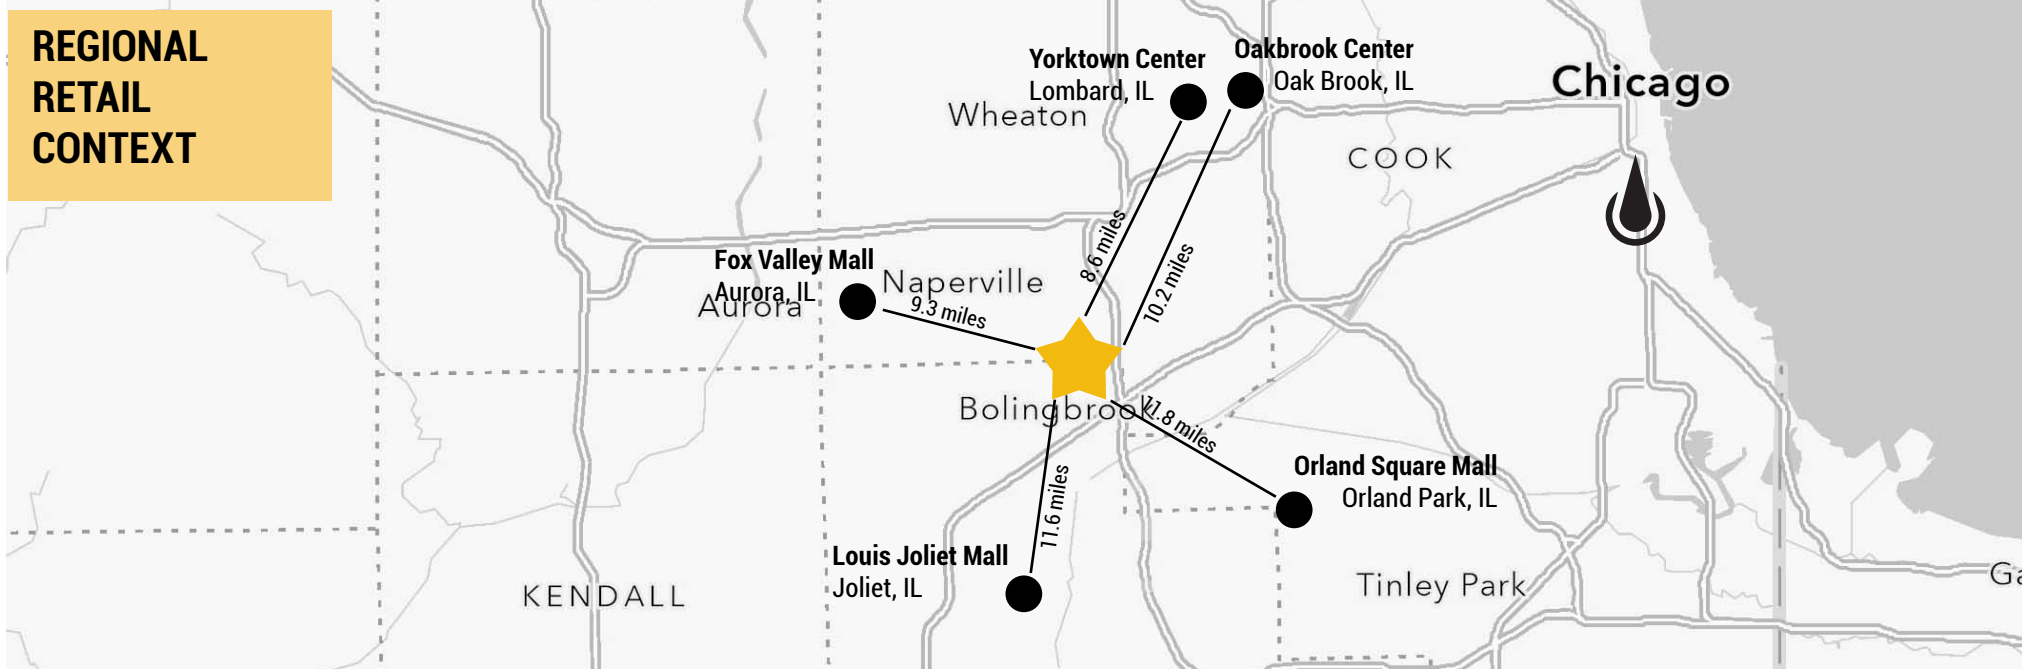 REGIONAL
RETAIL
CONTEXT
Yorktown Center
Lombard, IL
Oakbrook Center
Oak Brook, IL
Chicago
Wheaton
COOK
8.6 miles
10.2 miles
Fox Valley Mall
Aurora, IL
Aurora
Naperville
9.3 miles
Bolingbrook
11.8 miles
11.6 miles
Orland Square Mall
Orland Park, IL
Louis Joliet Mall
Joliet, IL
KENDALL
Tinley Park
Ga